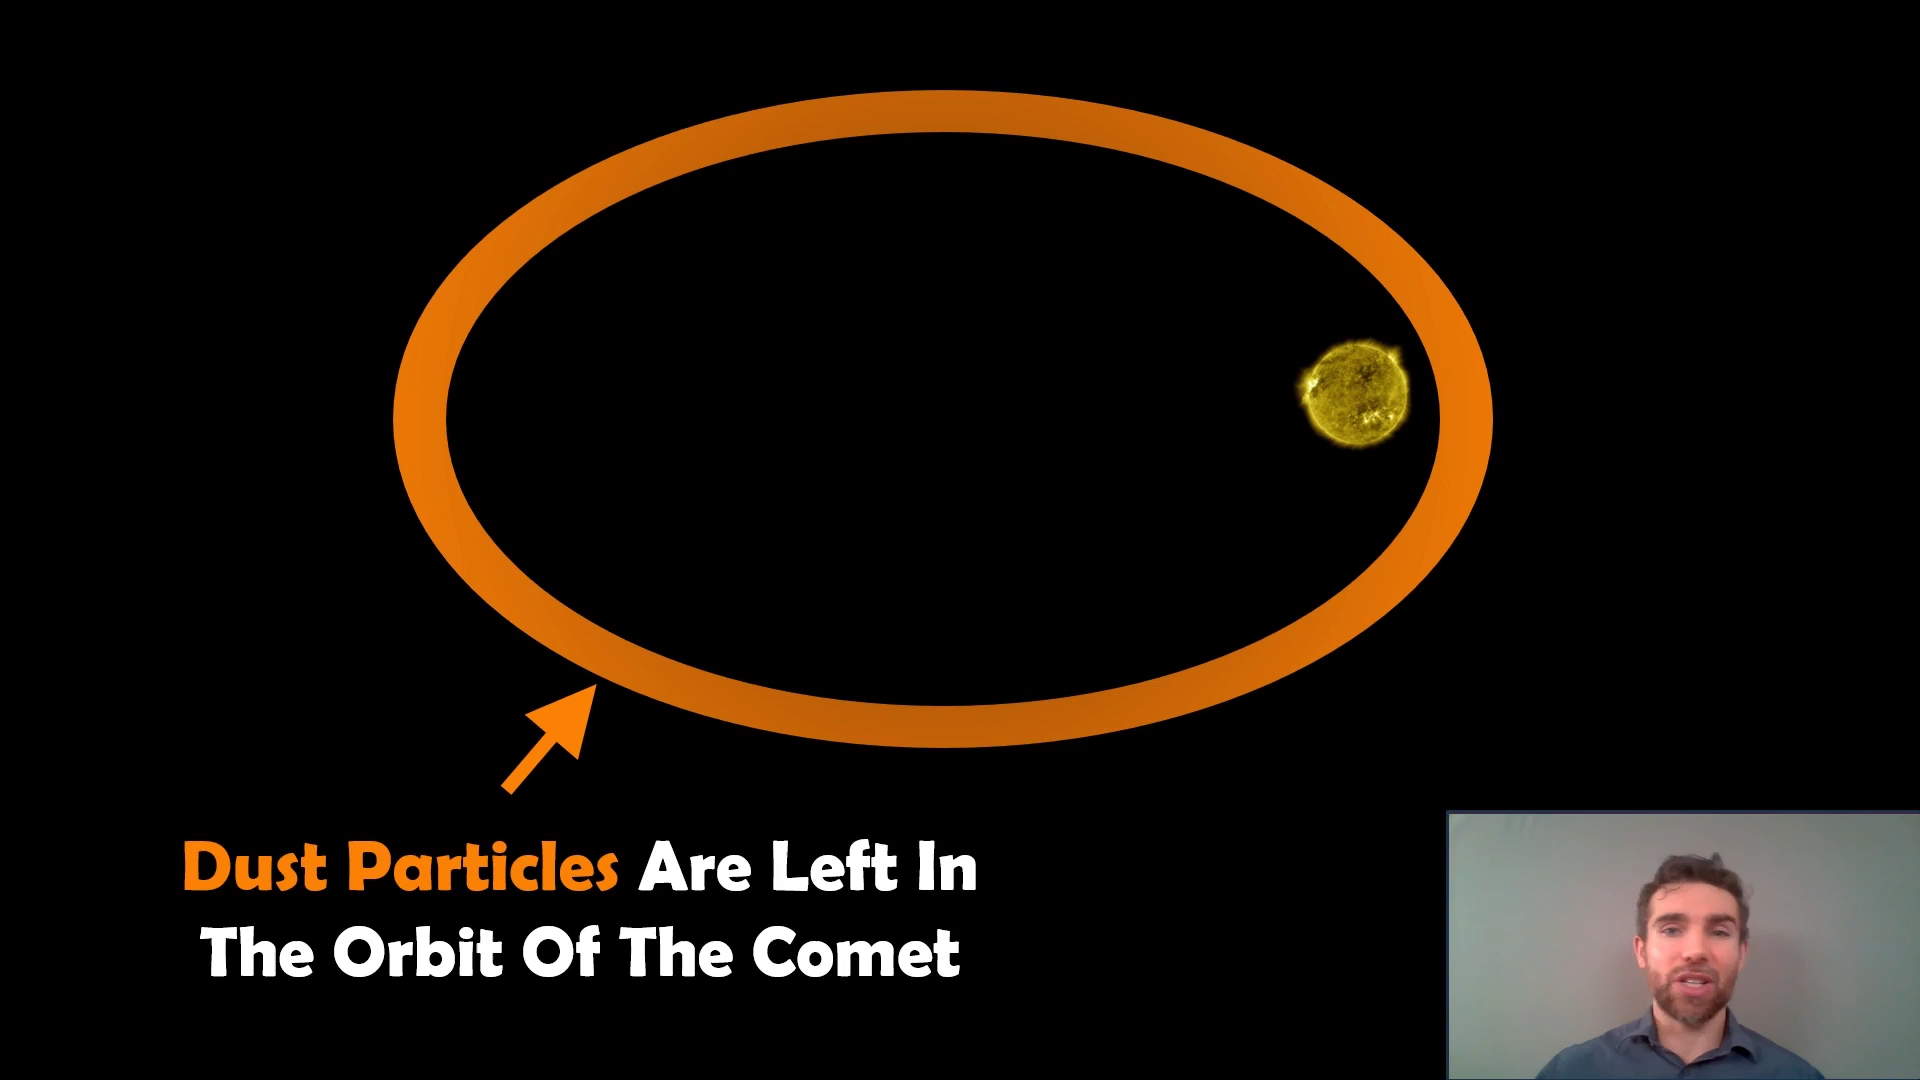 Dust Particles Are Left In
The Orbit Of The Comet